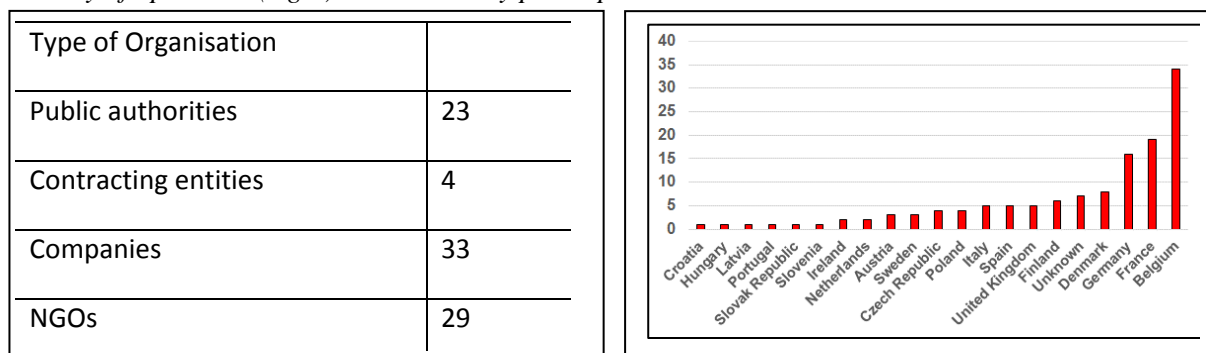 Type of Organisation
Public authorities 23
Contracting entities 4
Companies 33
NGOs 29
40
35
30
25
20
15
10
5
0
Croatia
Hungary
Latvia
Portugal
Slovak Republic
Slovenia
Ireland
Netherlands
Austria
Sweden
Czech Republic
Poland
Italy
Spain
United Kingdom
Finland
Unknown
Denmark
Germany
France
Belgium